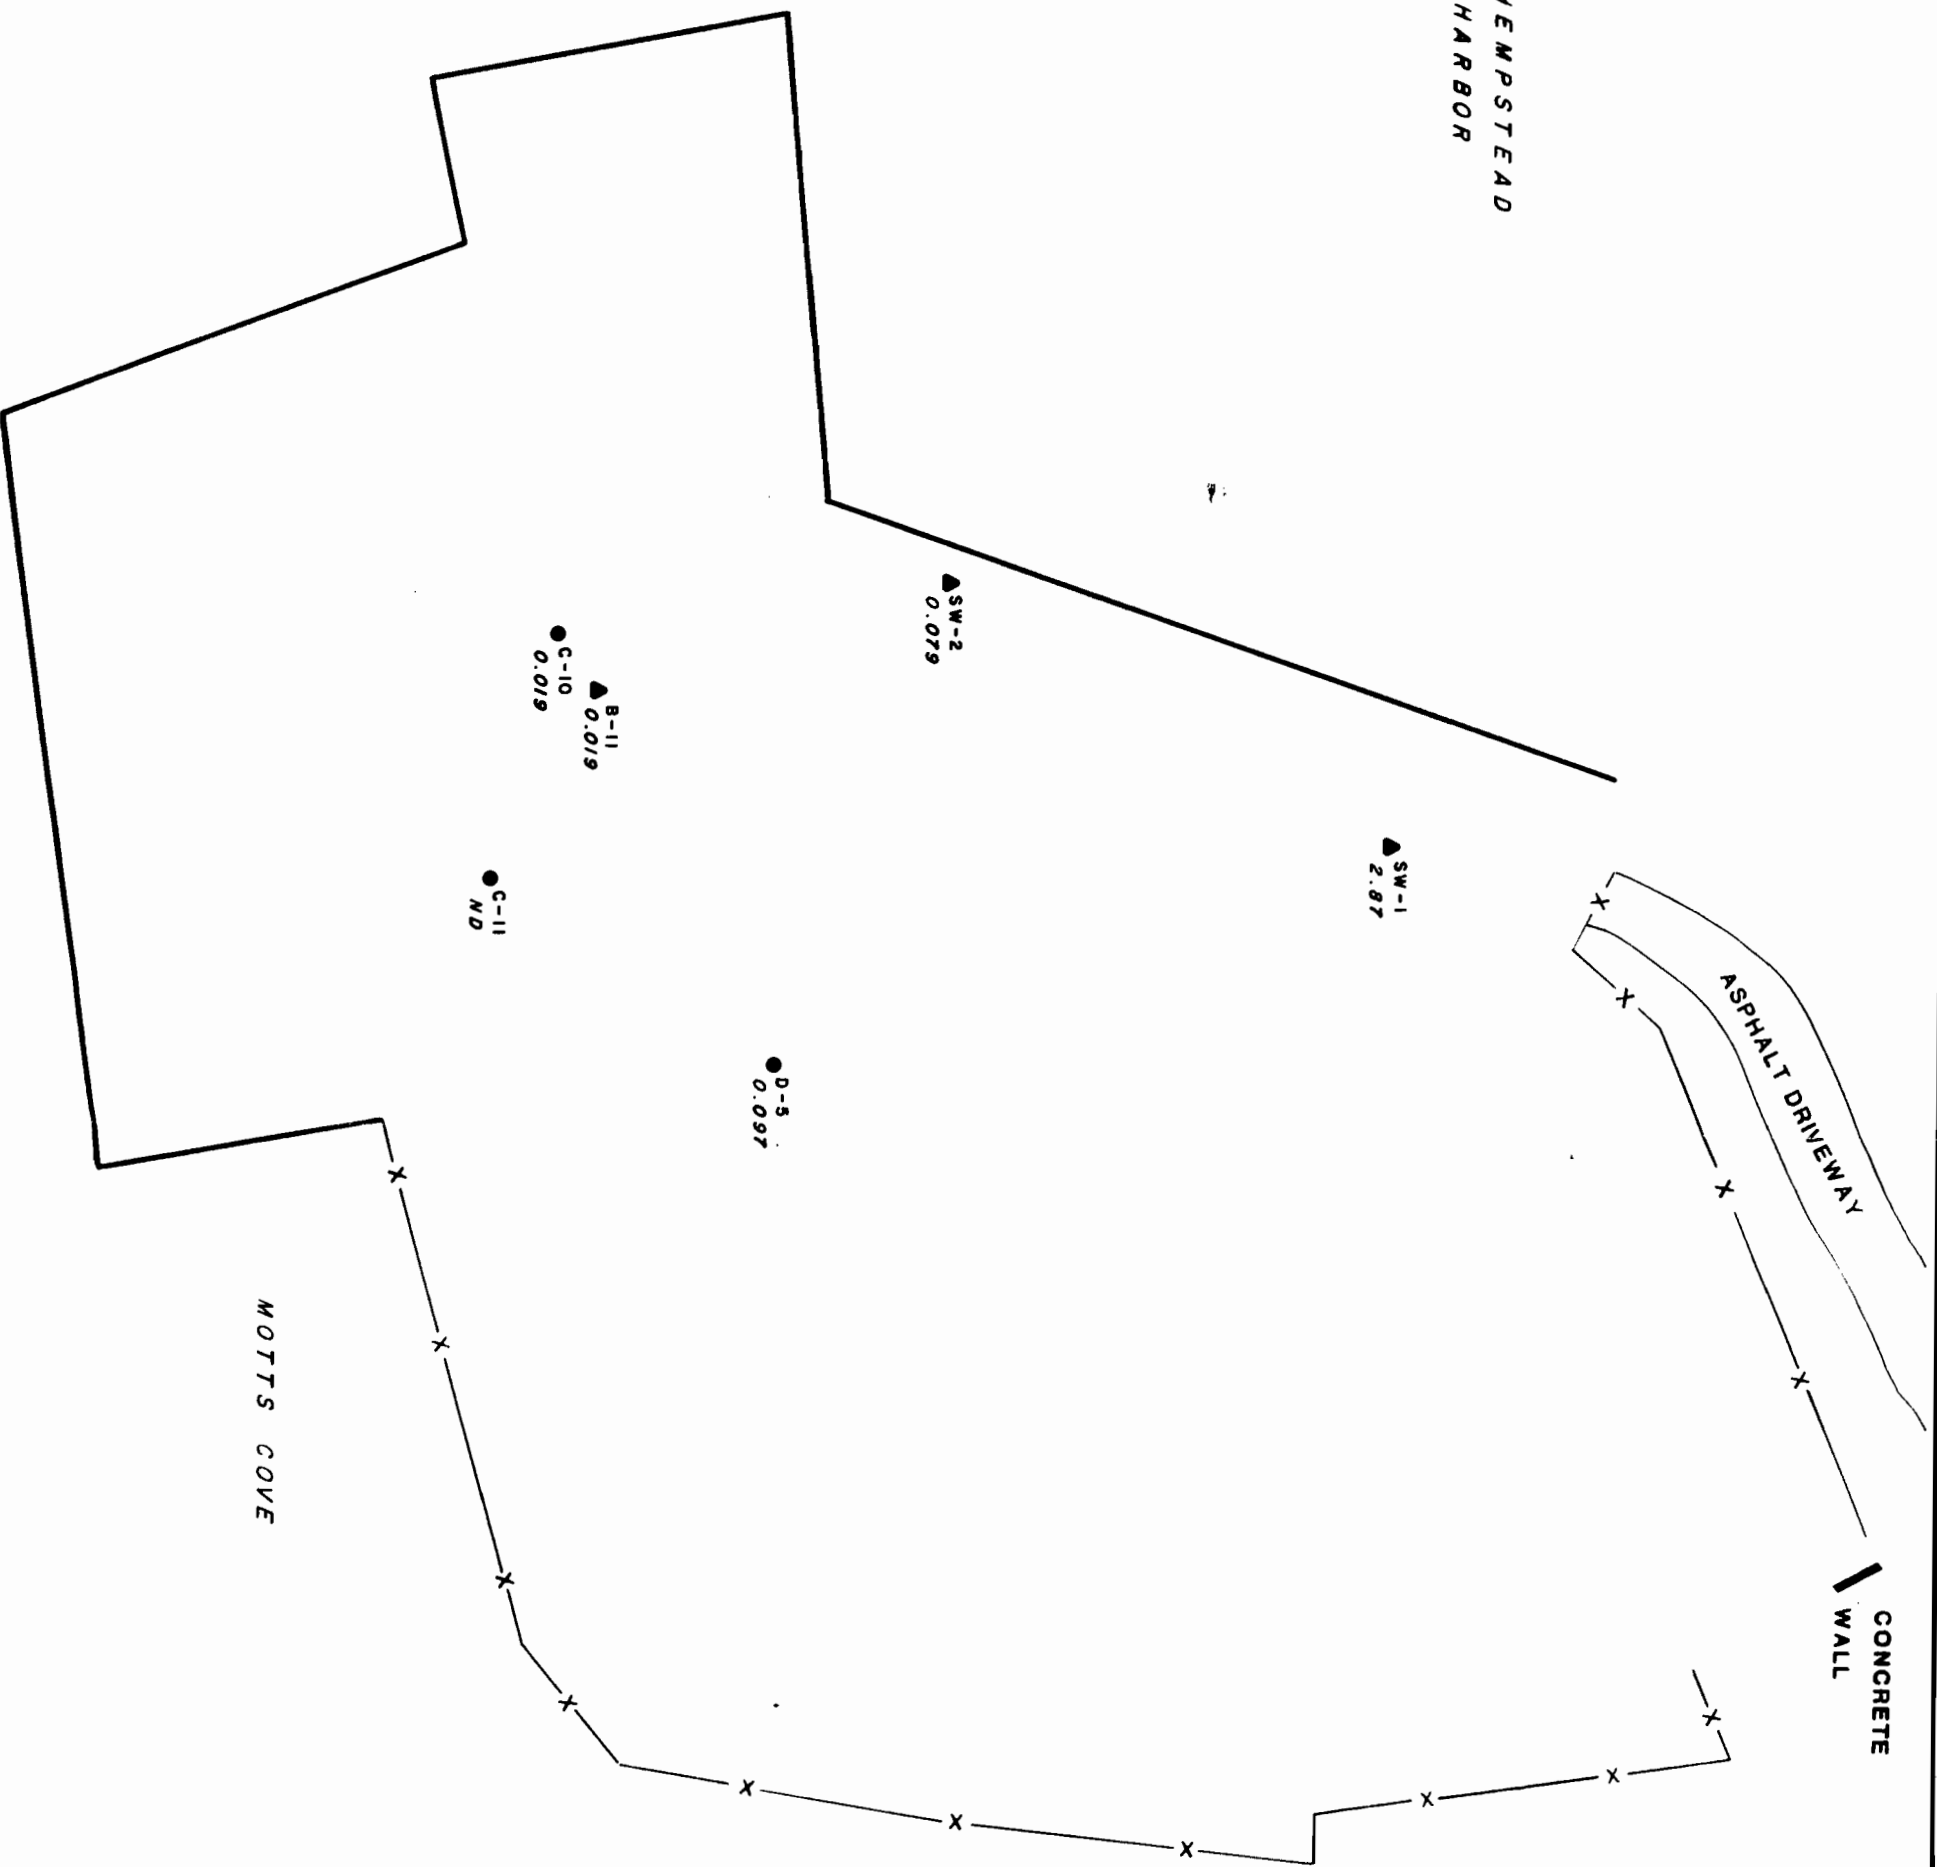 HEMPSTEAD
HARBOR
SW-2
0.079
C-10
0.019
B-11
0.019
SW-1
2.87
C-11
ND
D-5
0.097
ASPHALT DRIVEWAY
MOTTS COVE
CONCRETE
WALL